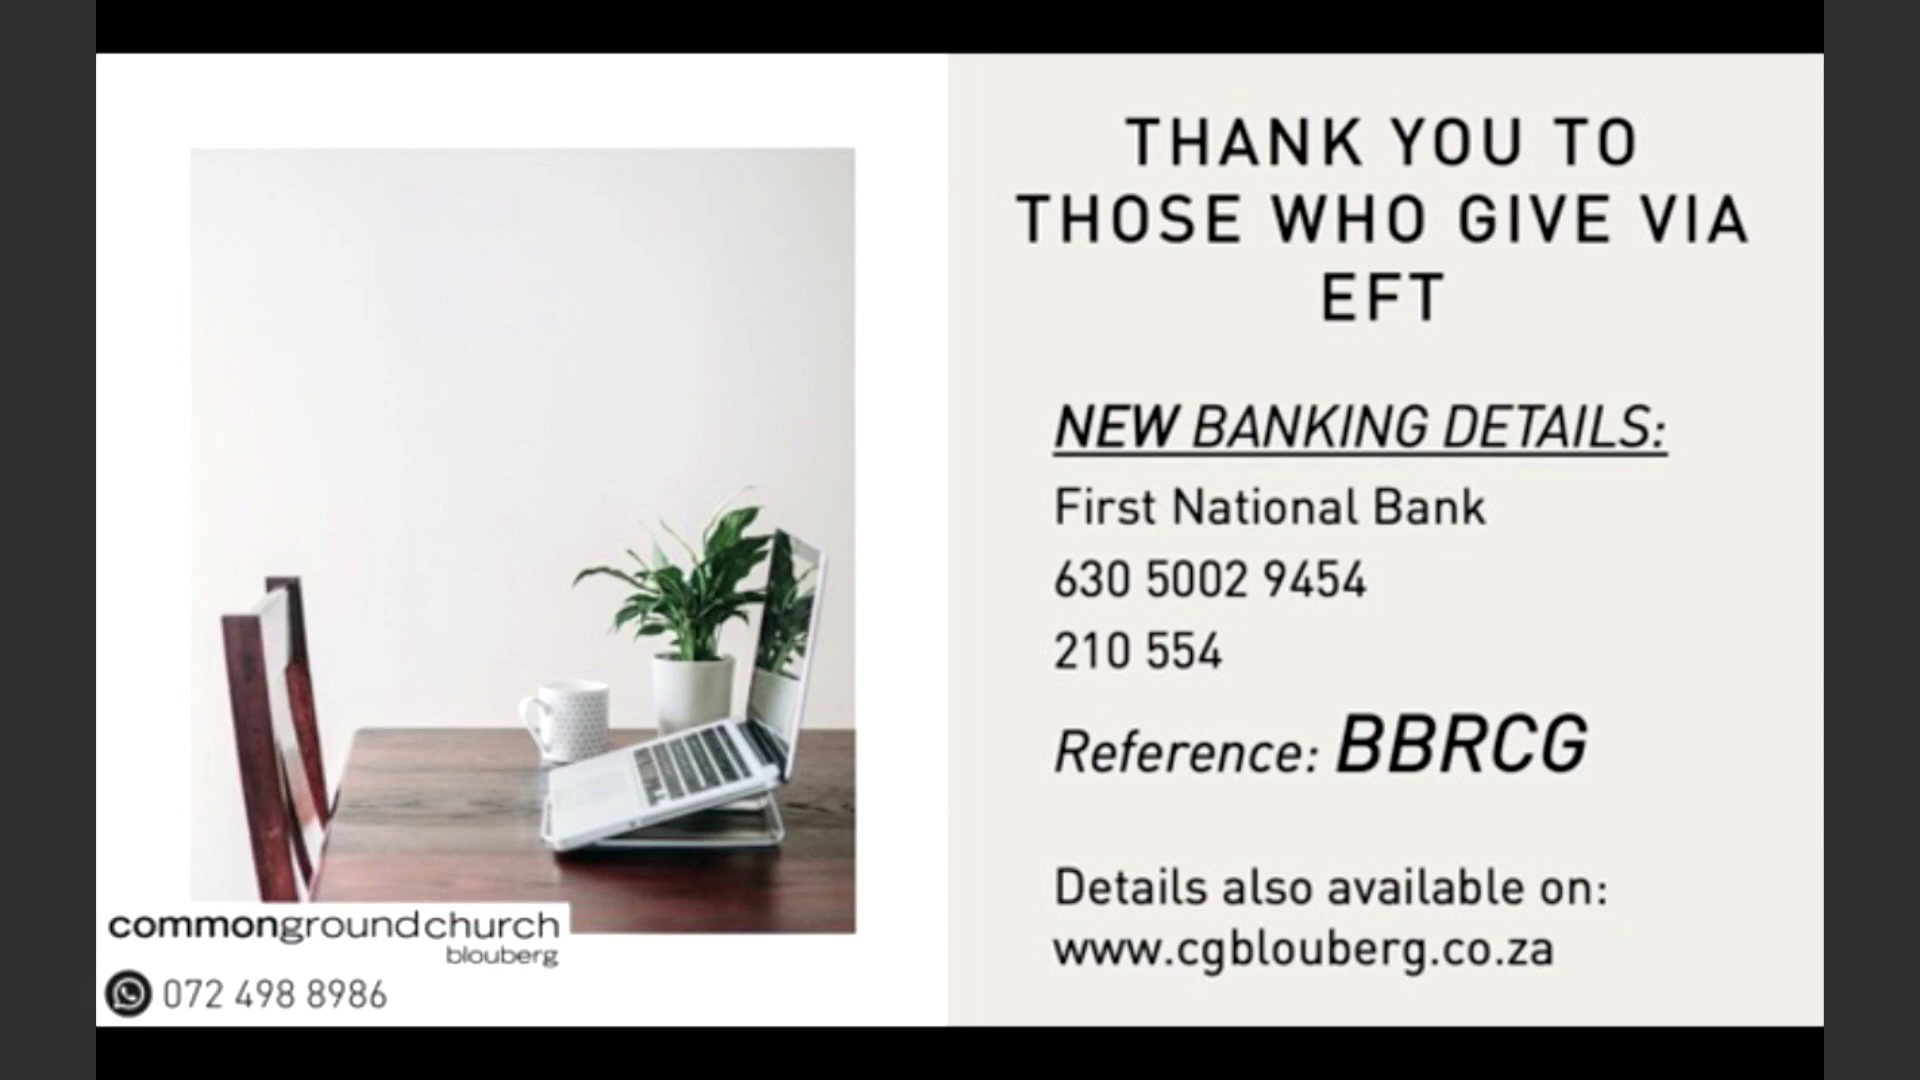 THANK YOU TO
THOSE WHO GIVE VIA
EFT
NEW BANKING DETAILS:
First National Bank
630 5002 9454
210 554
Reference: BBRCG
Details also available on:
www.cgblouberg.co.za
commongroundchurch
blouberg
072 498 8986